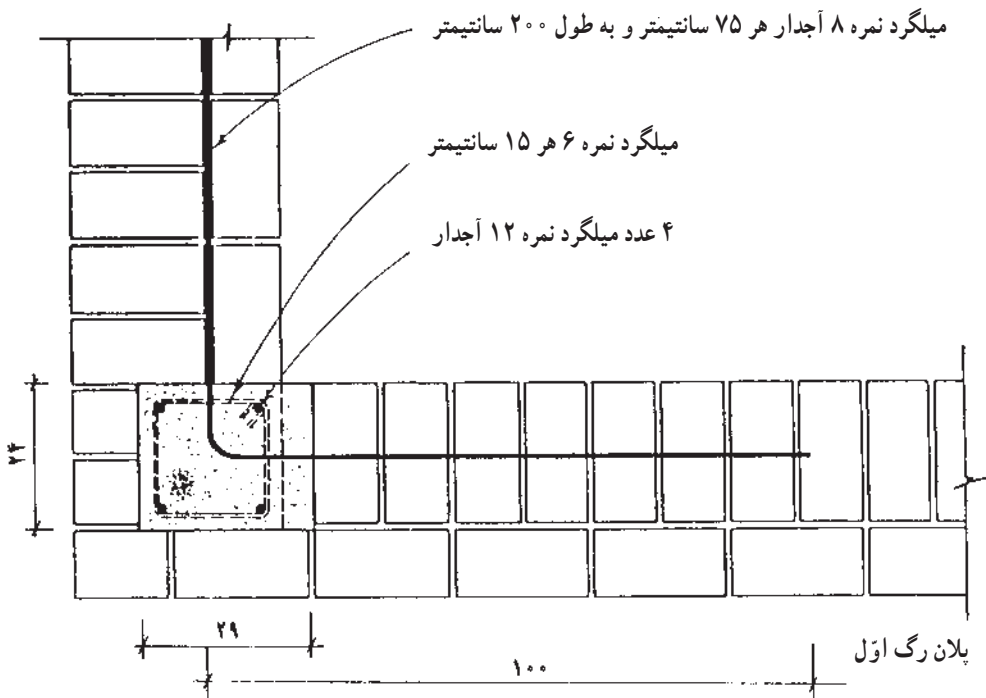 میلگرد نمره ۸ آجدار هر ۷۵ سانتیمتر و به طول ۲۰۰ سانتیمتر
میلگرد نمره ۶ هر ۱۵ سانتیمتر
۴ عدد میلگرد نمره ۱۲ آجدار
۲۴
۲۹
پلان رگ اوّل
۱۰۰